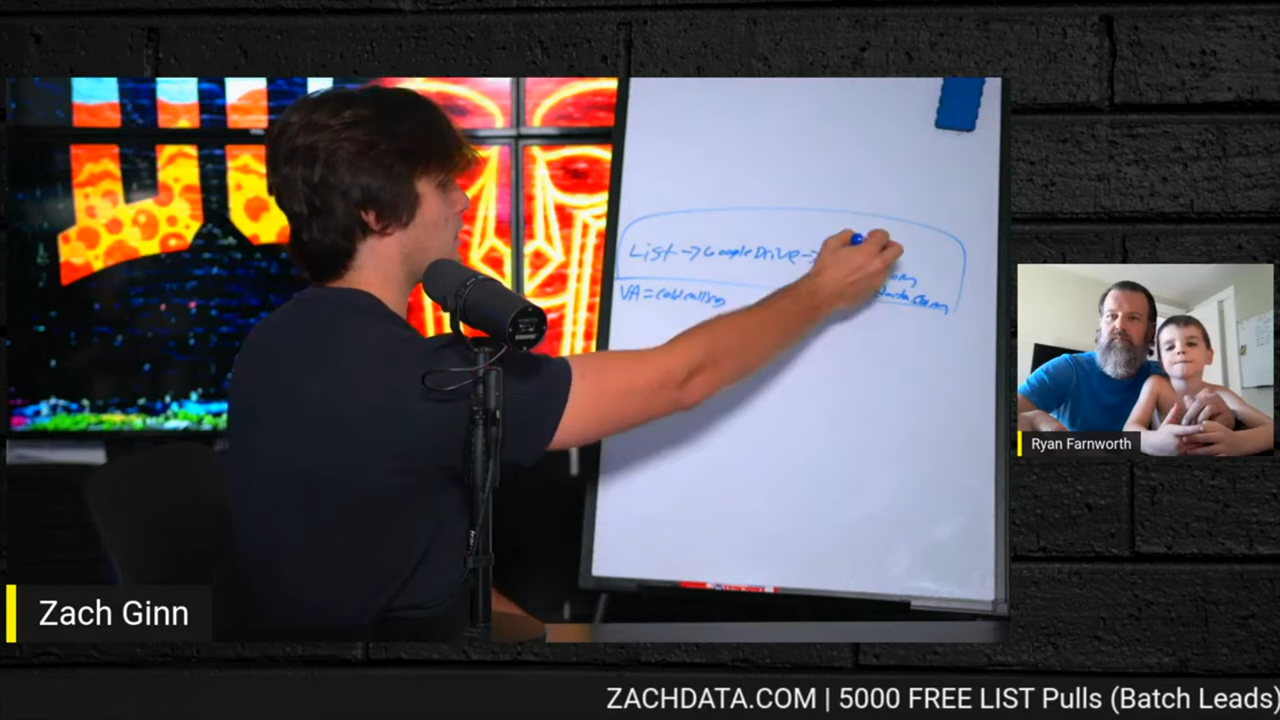 List → Google Drive →
VA = cold calling
Zach Ginn
Ryan Farnworth
ZACHDATA.COM | 5000 FREE LIST Pulls (Batch Leads)